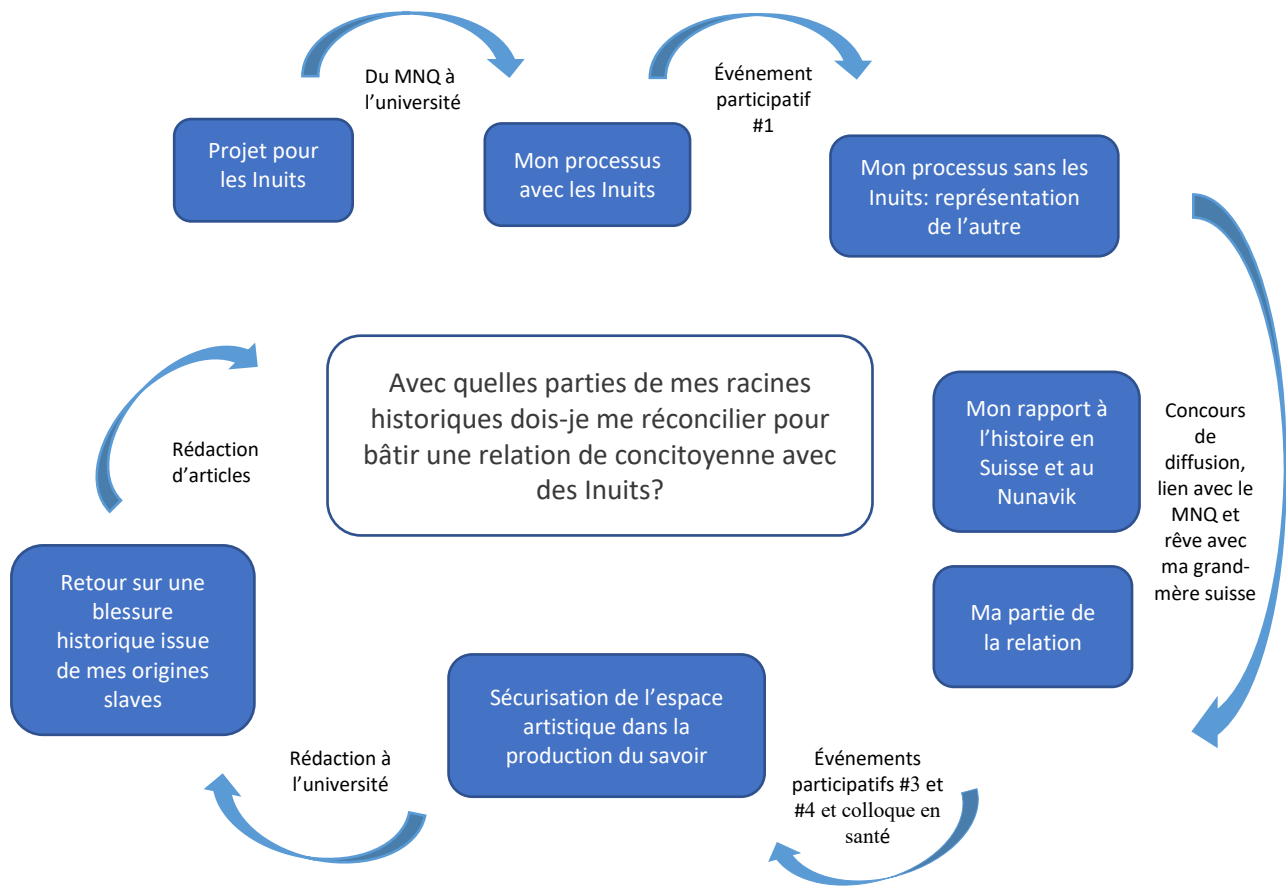 Du MNQ à
l’université
Événement
participatif
#1
Projet pour
les Inuits
Mon processus
avec les Inuits
Mon processus sans les
Inuits: représentation
de l’autre
Avec quelles parties de mes racines
historiques dois-je me réconcilier pour
bâtir une relation de concitoyenne avec
des Inuits?
Mon rapport à
l’histoire en
Suisse et au
Nunavik
Concours
de
diffusion,
lien avec le
MNQ et
rêve avec
ma grand-
mère suisse
Ma partie de
la relation
Événements
participatifs #3 et
#4 et colloque en
santé
Sécurisation de l’espace
artistique dans la
production du savoir
Rédaction à
l’université
Retour sur une
blessure
historique issue
de mes origines
slaves
Rédaction
d’articles